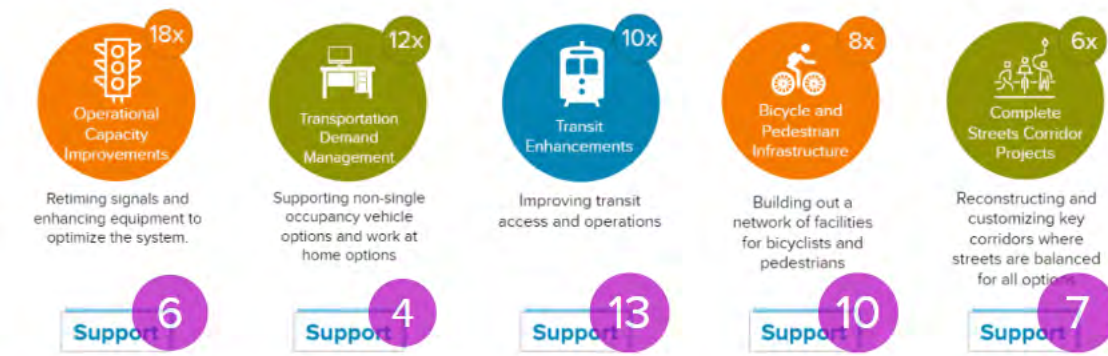 18x
Operational
Capacity
Improvements
Retiming signals and
enhancing equipment to
optimize the system.
Support
6
12x
Transportation
Demand
Management
Supporting non-single
occupancy vehicle
options and work at
home options
Support
4
10x
Transit
Enhancements
Improving transit
access and operations
Support
13
8x
Bicycle and
Pedestrian
Infrastructure
Building out a
network of facilities
for bicyclists and
pedestrians
Support
10
6x
Complete
Streets Corridor
Projects
Reconstructing and
customizing key
corridors where
streets are balanced
for all options
Support
7